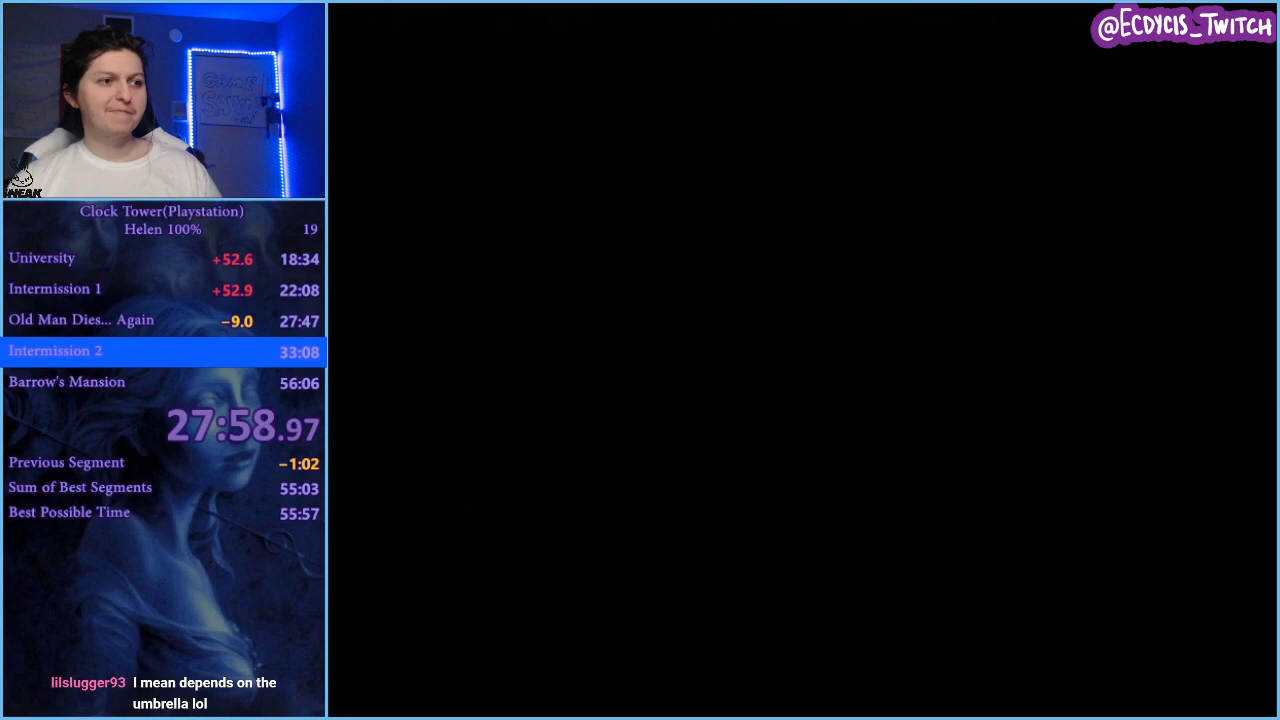 @ECDYCIS_TWITCH
GAME
SNEAK
Clock Tower(Playstation)
Helen 100% 19
University +52.6 18:34
Intermission 1 +52.9 22:08
Old Man Dies... Again −9.0 27:47
Intermission 2 33:08
Barrow's Mansion 56:06
27:58.97
Previous Segment −1:02
Sum of Best Segments 55:03
Best Possible Time 55:57
lilslugger93 I mean depends on the
umbrella lol